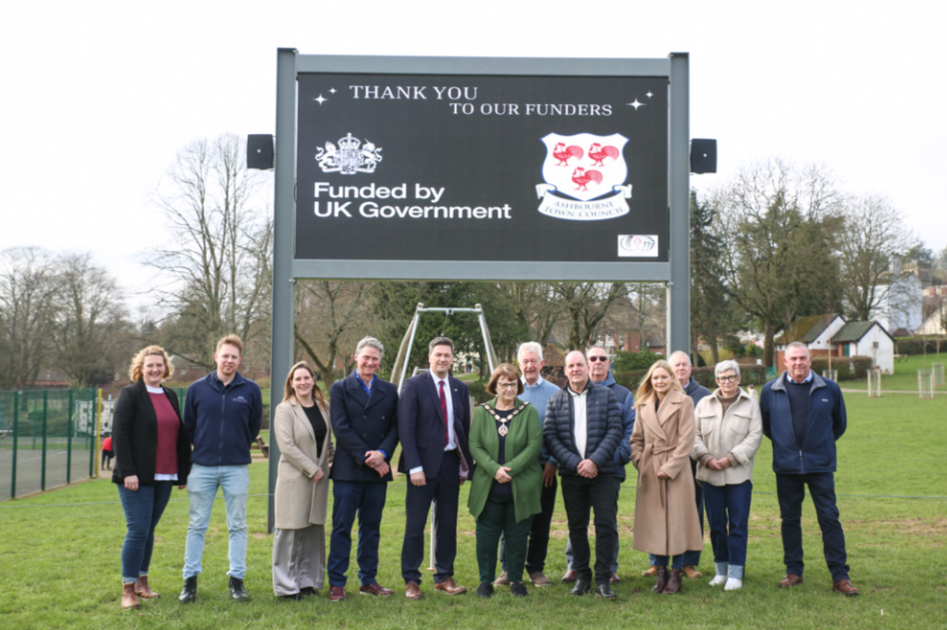 THANK YOU
TO OUR FUNDERS
Funded by
UK Government
ASHBOURNE
TOWN COUNCIL